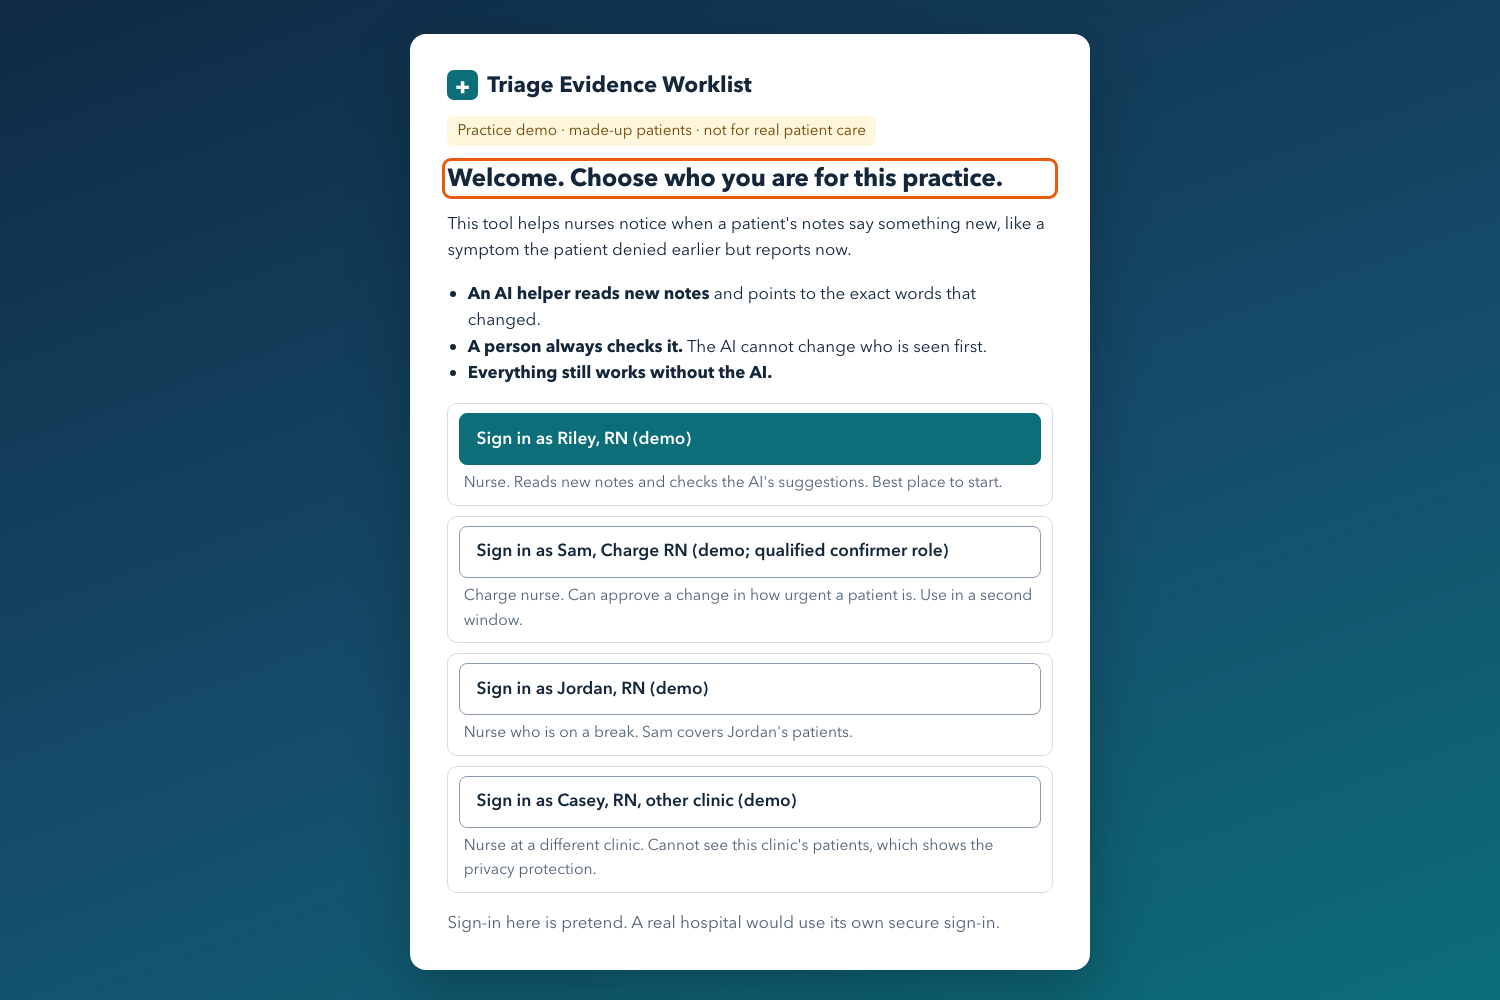 + Triage Evidence Worklist
Practice demo · made-up patients · not for real patient care
Welcome. Choose who you are for this practice.
This tool helps nurses notice when a patient's notes say something new, like a
symptom the patient denied earlier but reports now.
• An AI helper reads new notes and points to the exact words that
changed.
• A person always checks it. The AI cannot change who is seen first.
• Everything still works without the AI.
Sign in as Riley, RN (demo)
Nurse. Reads new notes and checks the AI's suggestions. Best place to start.
Sign in as Sam, Charge RN (demo; qualified confirmer role)
Charge nurse. Can approve a change in how urgent a patient is. Use in a second
window.
Sign in as Jordan, RN (demo)
Nurse who is on a break. Sam covers Jordan's patients.
Sign in as Casey, RN, other clinic (demo)
Nurse at a different clinic. Cannot see this clinic's patients, which shows the
privacy protection.
Sign-in here is pretend. A real hospital would use its own secure sign-in.